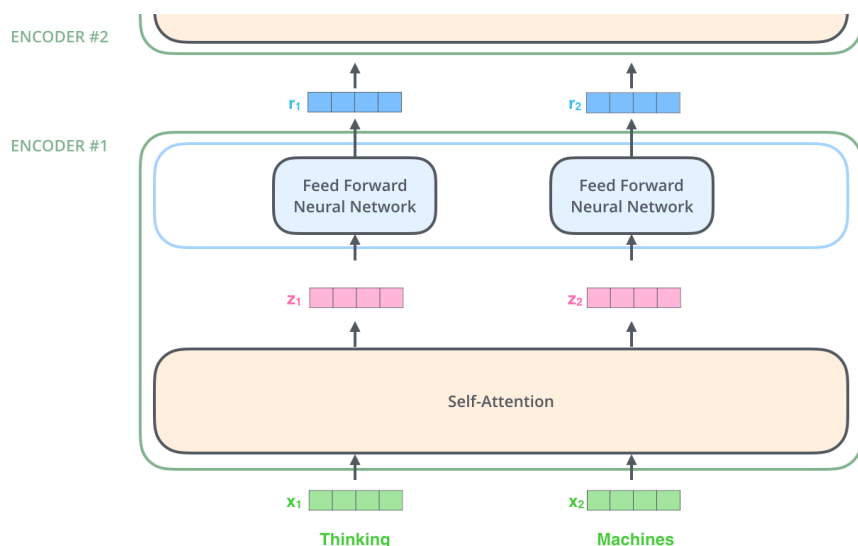 ENCODER #2
r1
r2
ENCODER #1
Feed Forward
Neural Network
Feed Forward
Neural Network
z1
z2
Self-Attention
x1
x2
Thinking
Machines